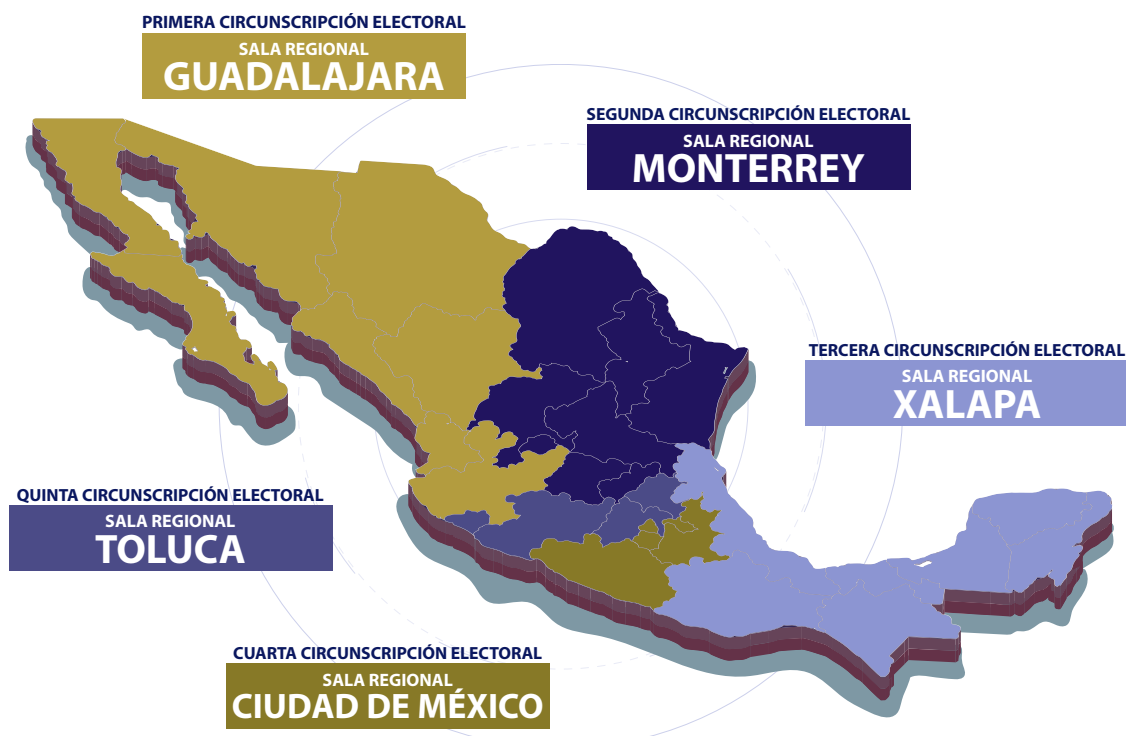 PRIMERA CIRCUNSCRIPCIÓN ELECTORAL
SALA REGIONAL
GUADALAJARA
SEGUNDA CIRCUNSCRIPCIÓN ELECTORAL
SALA REGIONAL
MONTERREY
TERCERA CIRCUNSCRIPCIÓN ELECTORAL
SALA REGIONAL
XALAPA
QUINTA CIRCUNSCRIPCIÓN ELECTORAL
SALA REGIONAL
TOLUCA
CUARTA CIRCUNSCRIPCIÓN ELECTORAL
SALA REGIONAL
CIUDAD DE MÉXICO